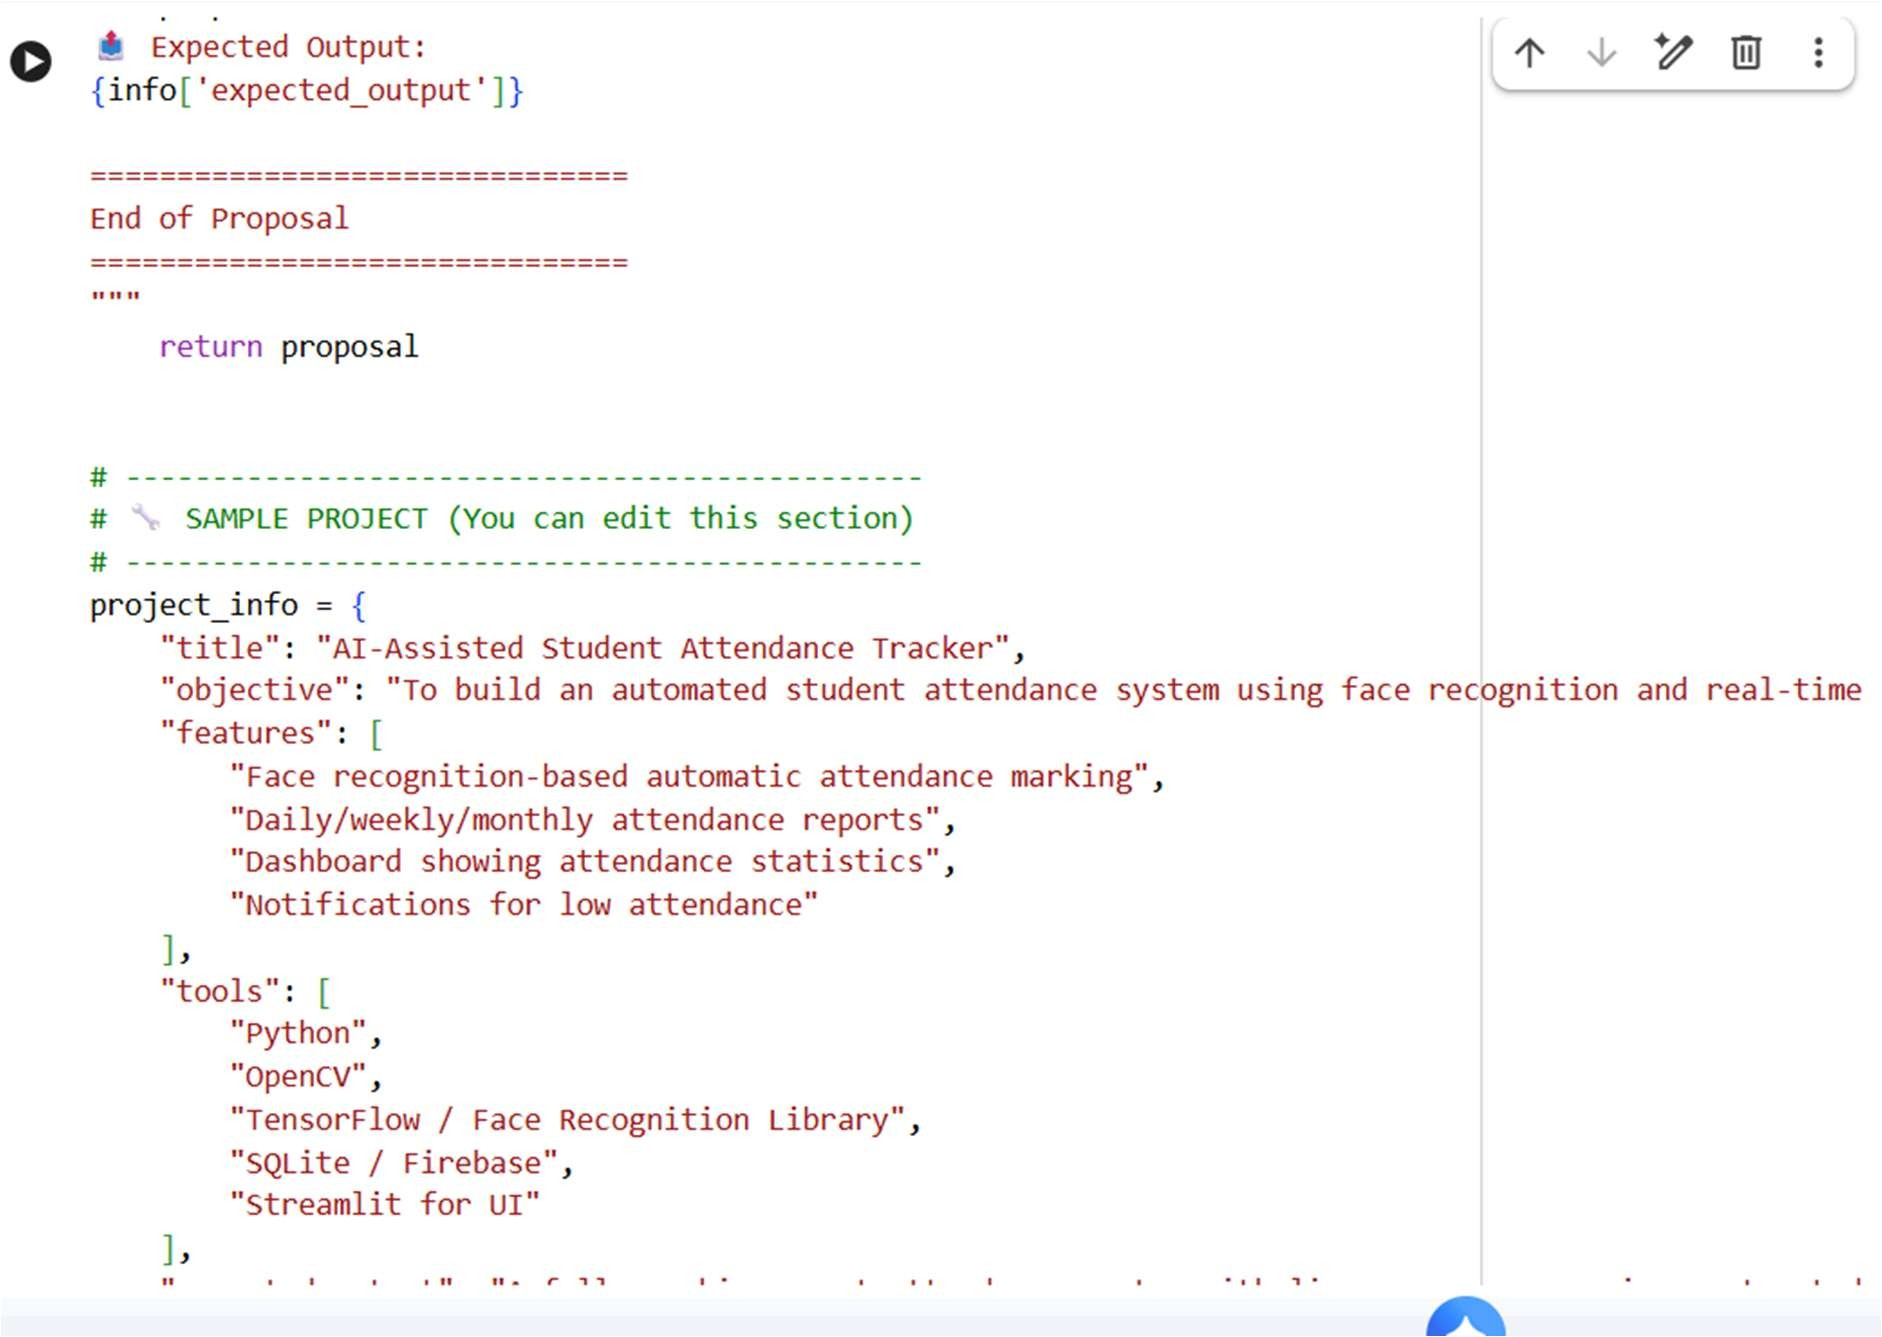 📤 Expected Output:
{info['expected_output']}
===============================
End of Proposal
===============================
"""
return proposal
# ----------------------------------------------
# 🔧 SAMPLE PROJECT (You can edit this section)
# ----------------------------------------------
project_info = {
"title": "AI-Assisted Student Attendance Tracker",
"objective": "To build an automated student attendance system using face recognition and real-time
"features": [
"Face recognition-based automatic attendance marking",
"Daily/weekly/monthly attendance reports",
"Dashboard showing attendance statistics",
"Notifications for low attendance"
],
"tools": [
"Python",
"OpenCV",
"TensorFlow / Face Recognition Library",
"SQLite / Firebase",
"Streamlit for UI"
],